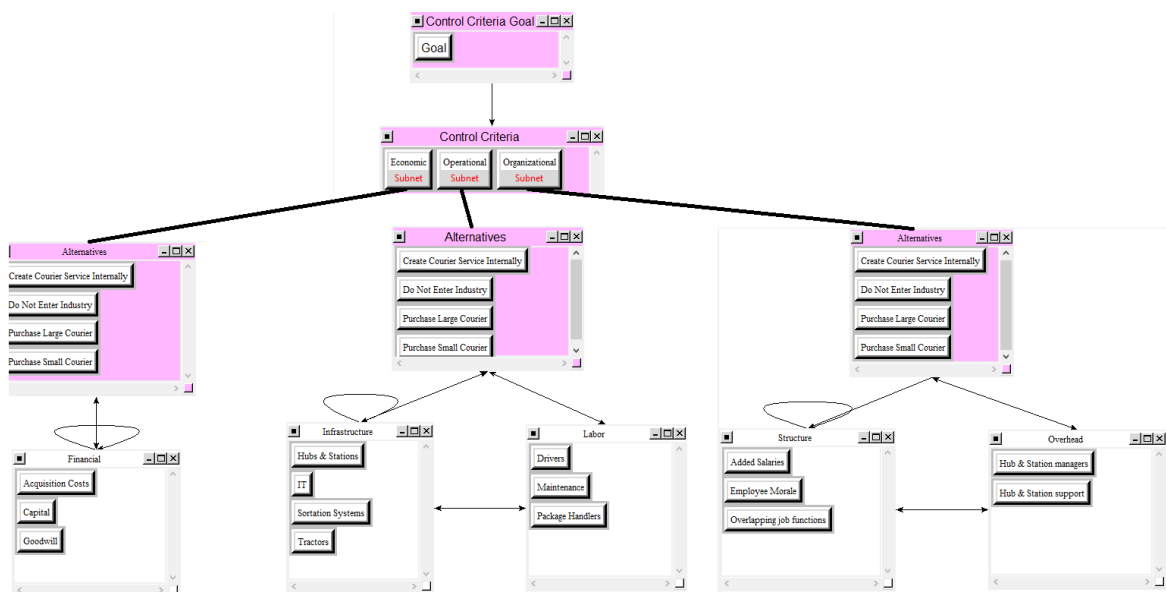 Control Criteria Goal
Goal
Control Criteria
Economic
Subnet
Operational
Subnet
Organizational
Subnet
Alternatives
Create Courier Service Internally
Do Not Enter Industry
Purchase Large Courier
Purchase Small Courier
Alternatives
Create Courier Service Internally
Do Not Enter Industry
Purchase Large Courier
Purchase Small Courier
Alternatives
Create Courier Service Internally
Do Not Enter Industry
Purchase Large Courier
Purchase Small Courier
Financial
Acquisition Costs
Capital
Goodwill
Infrastructure
Hubs & Stations
IT
Sortation Systems
Tractors
Labor
Drivers
Maintenance
Package Handlers
Structure
Added Salaries
Employee Morale
Overlapping job functions
Overhead
Hub & Station managers
Hub & Station support